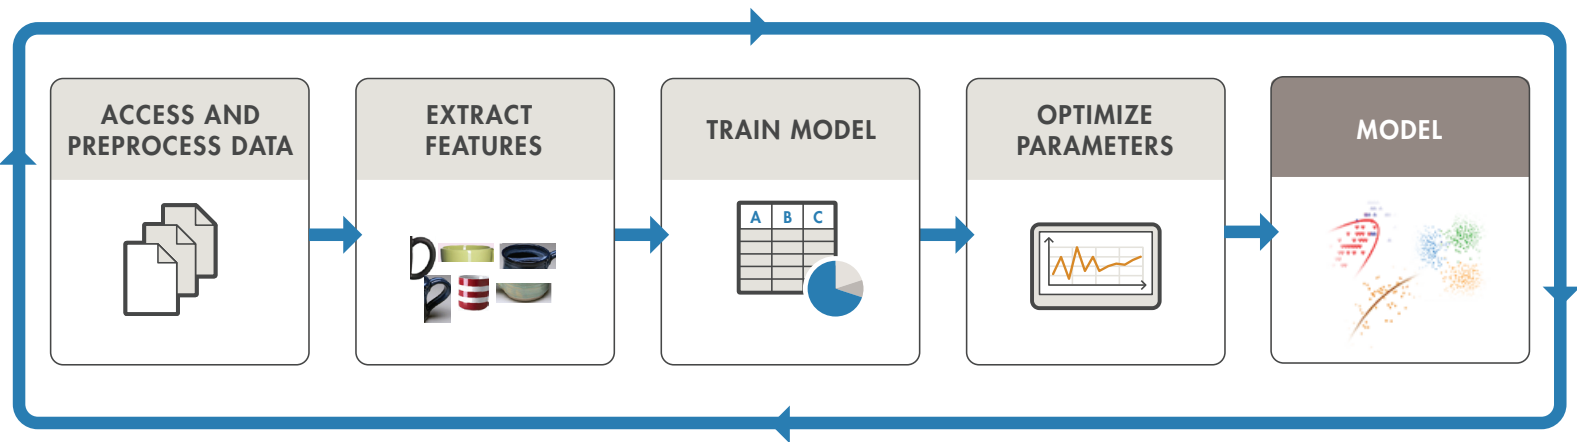 ACCESS AND
PREPROCESS DATA
EXTRACT
FEATURES
TRAIN MODEL
A B C
OPTIMIZE
PARAMETERS
MODEL